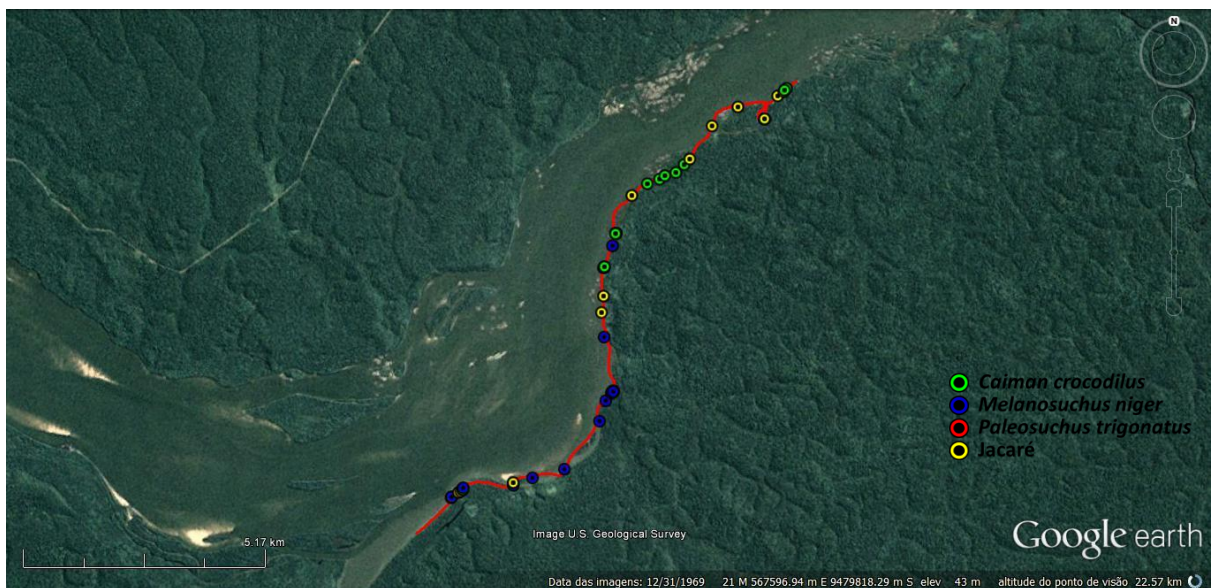 N
Caiman crocodilus
Melanosuchus niger
Paleosuchus trigonatus
Jacaré
5.17 km
Image U.S. Geological Survey
Google earth
Data das imagens: 12/31/1969 21 M 567596.94 m E 9479818.29 m S elev 43 m altitude do ponto de visão 22.57 km